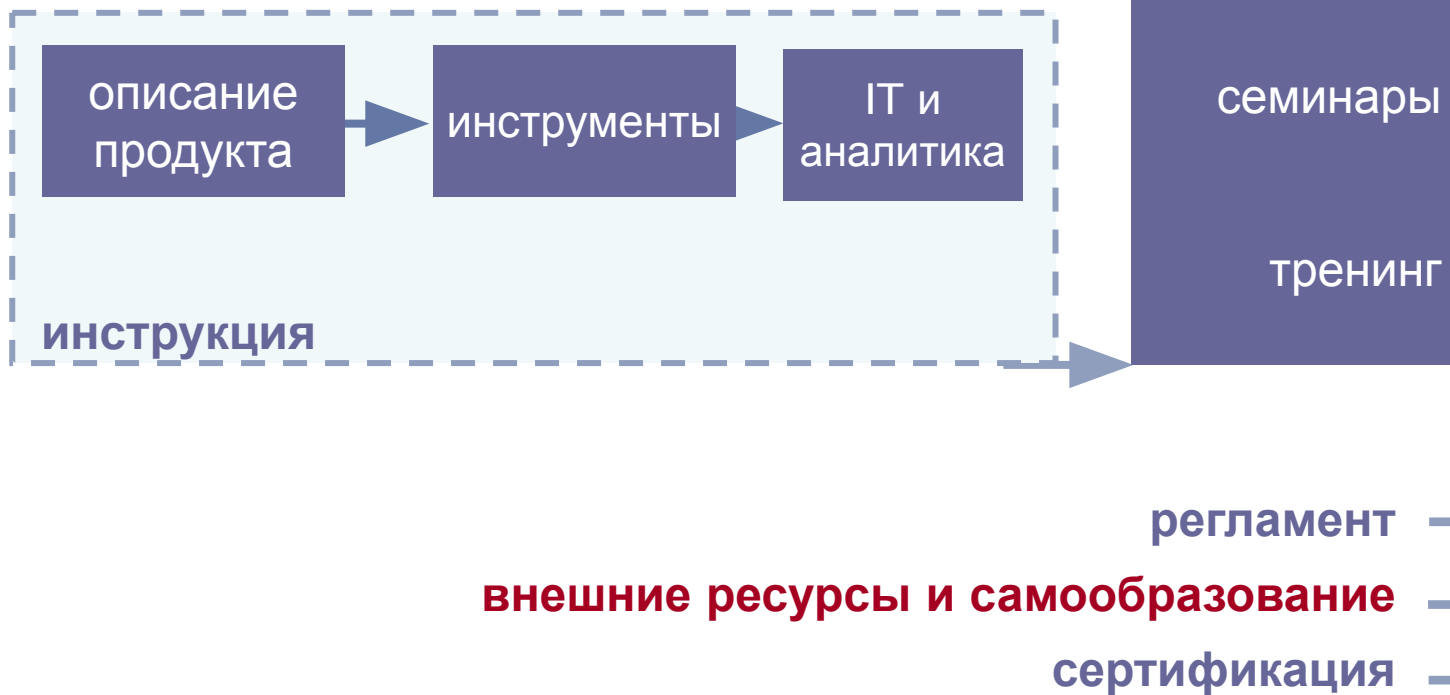 описание
продукта
инструменты
IT и
аналитика
семинары
тренинг
инструкция
регламент
внешние ресурсы и самообразование
сертификация